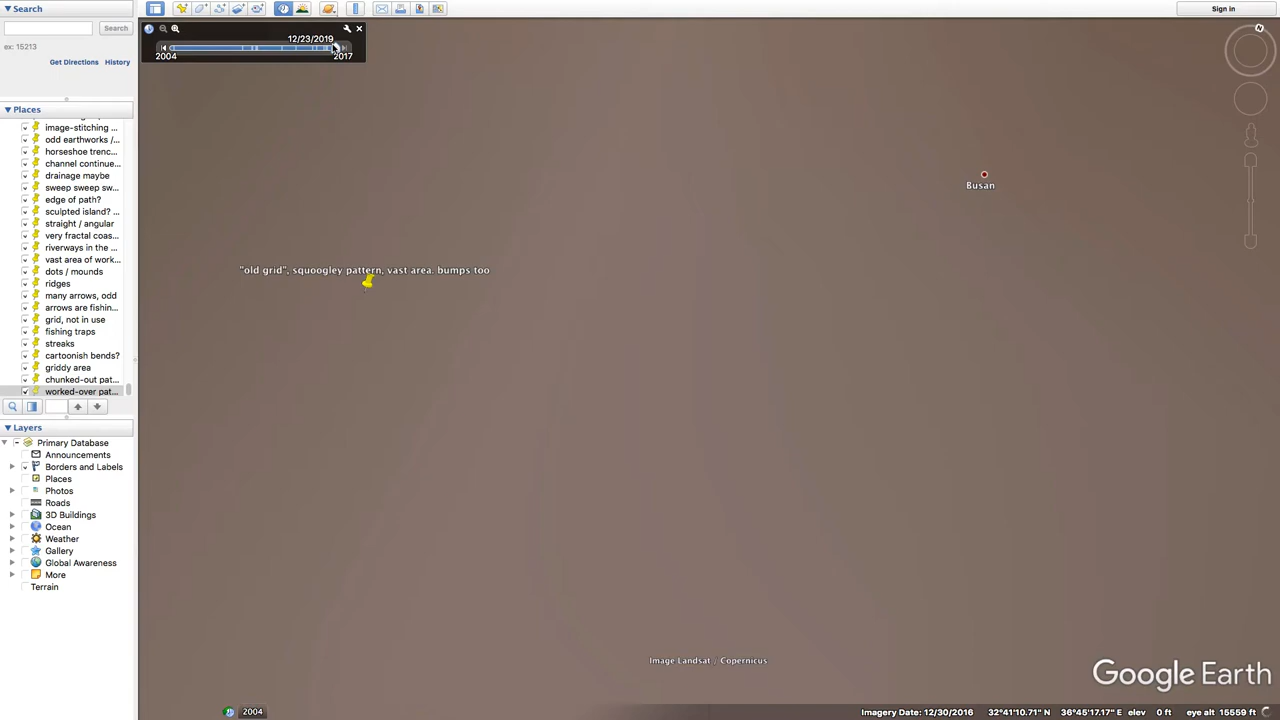 Search
Sign in
Search
ex: 15213
Get Directions
History
12/23/2019
2004
2017
Places
image-stitching ...
odd earthworks /...
horseshoe trenc...
channel continue...
drainage maybe
sweep sweep sw...
edge of path?
sculpted island? ...
straight / angular
very fractal coas...
riverways in the ...
vast area of work...
dots / mounds
ridges
many arrows, odd
arrows are fishin...
grid, not in use
fishing traps
streaks
cartoonish bends?
griddy area
chunked-out pat...
worked-over pat...
Busan
"old grid", squoogley pattern, vast area. bumps too
Layers
Primary Database
Announcements
Borders and Labels
Places
Photos
Roads
3D Buildings
Ocean
Weather
Gallery
Global Awareness
More
Terrain
Image Landsat / Copernicus
Google Earth
2004
Imagery Date: 12/30/2016 32°41'10.71" N 36°45'17.17" E elev 0 ft eye alt 15559 ft